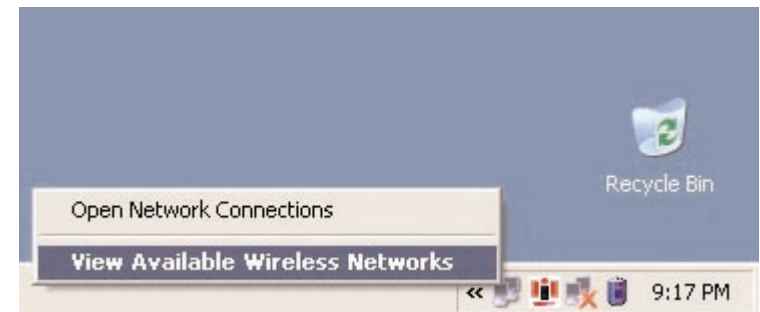 Recycle Bin
Open Network Connections
View Available Wireless Networks
« 9:17 PM